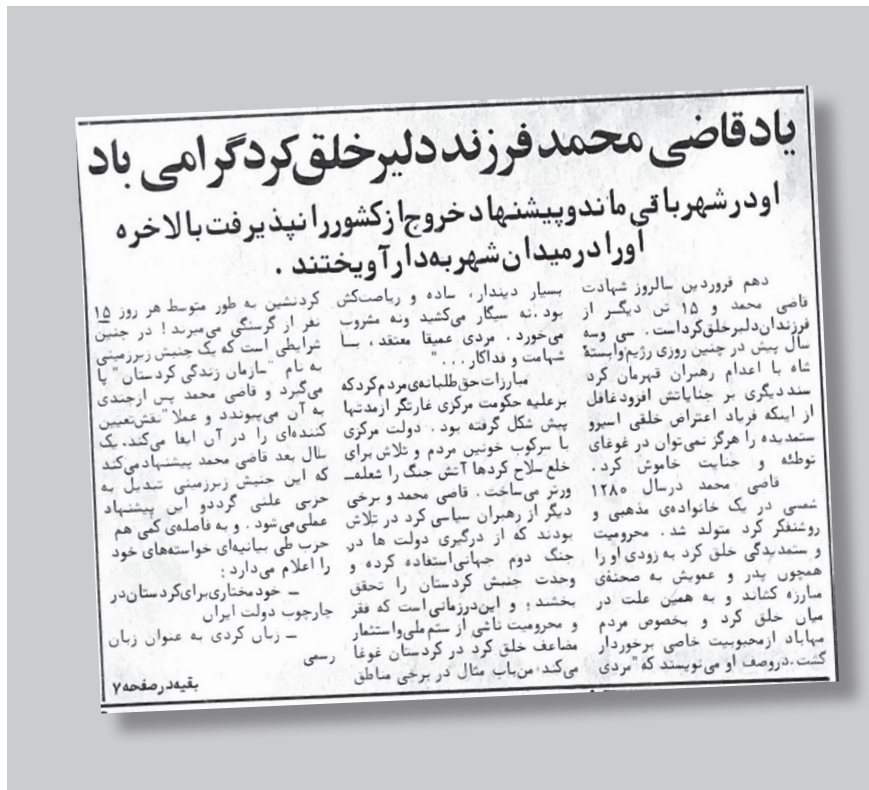 یاد قاضی محمد فرزند دلیر خلق کرد گرامی باد
او در شهر باقی ماند و پیشنهاد خروج از کشور را نپذیرفت بالاخره
اورا در میدان شهر به دار آویختند .
دهم فروردین سالروز شهادت
قاضی محمد و ۱۵ تن دیگر از
فرزندان دلیر خلق کرد است . سی و سه
سال پیش در چنین روزی رژیم وابستهٔ
شاه با اعدام رهبران قهرمان کرد
سند دیگری بر جنایاتش افزود غافل
از اینکه فریاد اعتراض خلقی اسیر و
ستمدیده را هرگز نمی‌توان در غوغای
توطئه و جنایت خاموش کرد .
قاضی محمد درسال ۱۲۸۰
شمسی در یک خانواده‌ی مذهبی و
روشنفکر کرد متولد شد . محرومیت
و ستمدیدگی خلق کرد به زودی او را
همچون پدر و عمویش به صحنهٔ
مبارزه کشاند و به همین علت در
میان خلق کرد و بخصوص مردم
مهاباد از محبوبیت خاصی برخوردار
گشت . دروصف او می‌نویسند که "مردی
بسیار دیندار ، ساده و ریاضت‌کش
بود . نه سیگار می‌کشید ونه مشروب
می‌خورد . مردی عمیقا معتقد ، بسا
شهامت و فداکار . . . "
مبارزات حق‌طلبانه‌ی مردم کرد که
برعلیه حکومت مرکزی غارتگر ازمدتها
پیش شکل گرفته بود . دولت مرکزی
با سرکوب خونین مردم و تلاش برای
خلع سلاح کردها آتش جنگ را شعله‌ـ
ورتر می‌ساخت . قاضی محمد و برخی
دیگر از رهبران سیاسی کرد در تلاش
بودند که از درگیری دولت ها در
جنگ دوم جهانی استفاده کرده و
وحدت جنبش کردستان را تحقق
بخشند ؛ و این درزمانی است که فقر
و محرومیت ناشی از ستم ملی واستثمار
مضاعف خلق کرد در کردستان غوغا
می‌کند . من‌باب مثال در برخی مناطق
کردنشین به طور متوسط هر روز ۱۵
نفر از گرسنگی می‌میرند ! در چنین
شرایطی است که یک جنبش زیرزمینی
به نام "سازمان زندگی کردستان" پا
می‌گیرد و قاضی محمد پس ازچندی
به آن می‌پیوندد و عملا "نقش تعیین
کننده‌ای را در آن ایفا می‌کند . یک
سال بعد قاضی محمد پیشنهاد می‌کند
که این جنبش زیرزمینی تبدیل به
حزبی علنی گردد و این پیشنهاد
عملی می‌شود . و به فاصله‌ی کمی هم
حزب طی بیانیه‌ای خواسته‌های خود
را اعلام می‌دارد :
ـ خودمختاری برای کردستان در
چارچوب دولت ایران
ـ زبان کردی به عنوان زبان
رسمی
بقیه در صفحه ۷